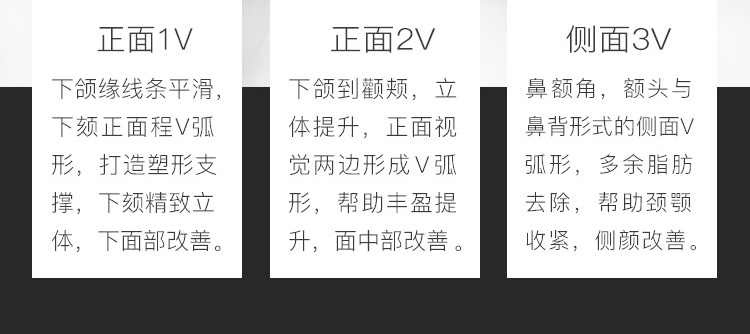 正面1V
下颌缘线条平滑，
下颏正面程V弧
形，打造塑形支
撑，下颏精致立
体，下面部改善。
正面2V
下颌到颧颊，立
体提升，正面视
觉两边形成V弧
形，帮助丰盈提
升，面中部改善。
侧面3V
鼻额角，额头与
鼻背形式的侧面V
弧形，多余脂肪
去除，帮助颈颚
收紧，侧颜改善。